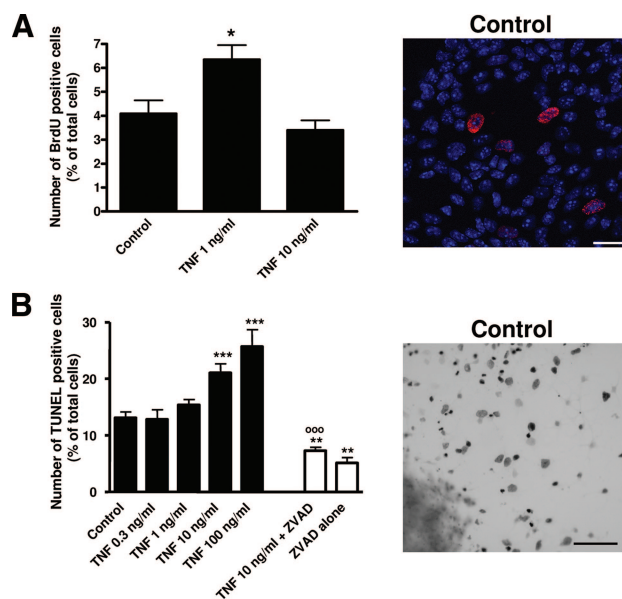 A
Control
Number of BrdU positive cells
(% of total cells)
7
6
5
4
3
2
1
0
*
Control
TNF 1 ng/ml
TNF 10 ng/ml
B
Control
Number of TUNEL positive cells
(% of total cells)
30
20
10
0
***
***
ooo
**
**
Control
TNF 0.3 ng/ml
TNF 1 ng/ml
TNF 10 ng/ml
TNF 100 ng/ml
TNF 10 ng/ml + ZVAD
ZVAD alone